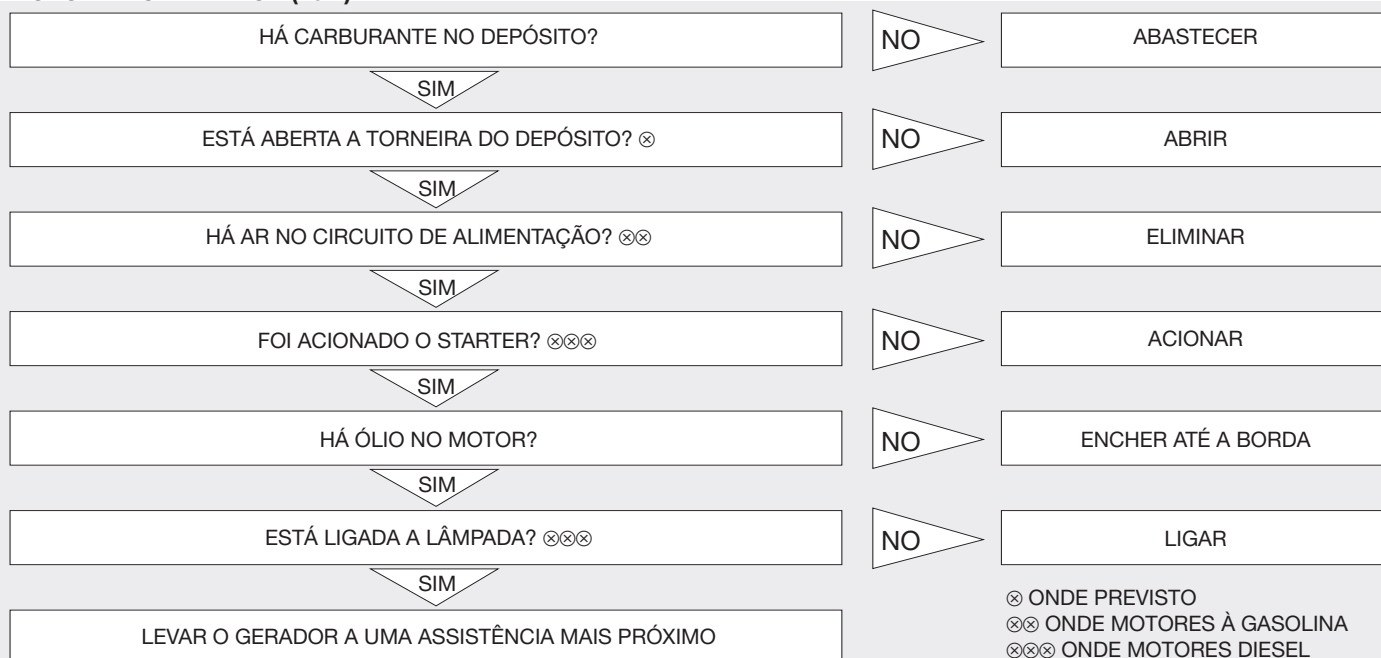 HÁ CARBURANTE NO DEPÓSITO?
NO
ABASTECER
SIM
ESTÁ ABERTA A TORNEIRA DO DEPÓSITO? ⊗
NO
ABRIR
SIM
HÁ AR NO CIRCUITO DE ALIMENTAÇÃO? ⊗⊗
NO
ELIMINAR
SIM
FOI ACIONADO O STARTER? ⊗⊗⊗
NO
ACIONAR
SIM
HÁ ÓLIO NO MOTOR?
NO
ENCHER ATÉ A BORDA
SIM
ESTÁ LIGADA A LÂMPADA? ⊗⊗⊗
NO
LIGAR
SIM
LEVAR O GERADOR A UMA ASSISTÊNCIA MAIS PRÓXIMO
⊗ ONDE PREVISTO
⊗⊗ ONDE MOTORES À GASOLINA
⊗⊗⊗ ONDE MOTORES DIESEL